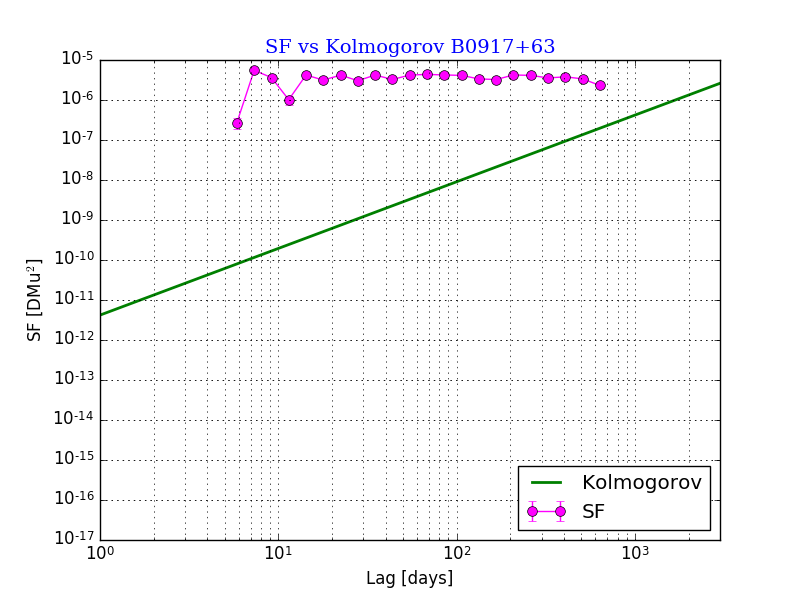 SF vs Kolmogorov B0917+63
10⁻⁵
10⁻⁶
10⁻⁷
10⁻⁸
10⁻⁹
10⁻¹⁰
10⁻¹¹
10⁻¹²
10⁻¹³
10⁻¹⁴
10⁻¹⁵
10⁻¹⁶
10⁻¹⁷
SF [DMu²]
Kolmogorov
SF
10⁰ 10¹ 10² 10³
Lag [days]